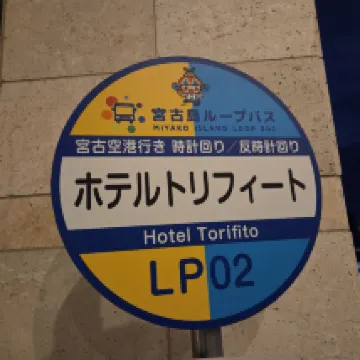 宮古島ループバス
MIYAKO ISLAND LOOP BUS
宮古空港行き 時計回り／反時計回り
ホテルトリフィート
Hotel Torifito
LP02